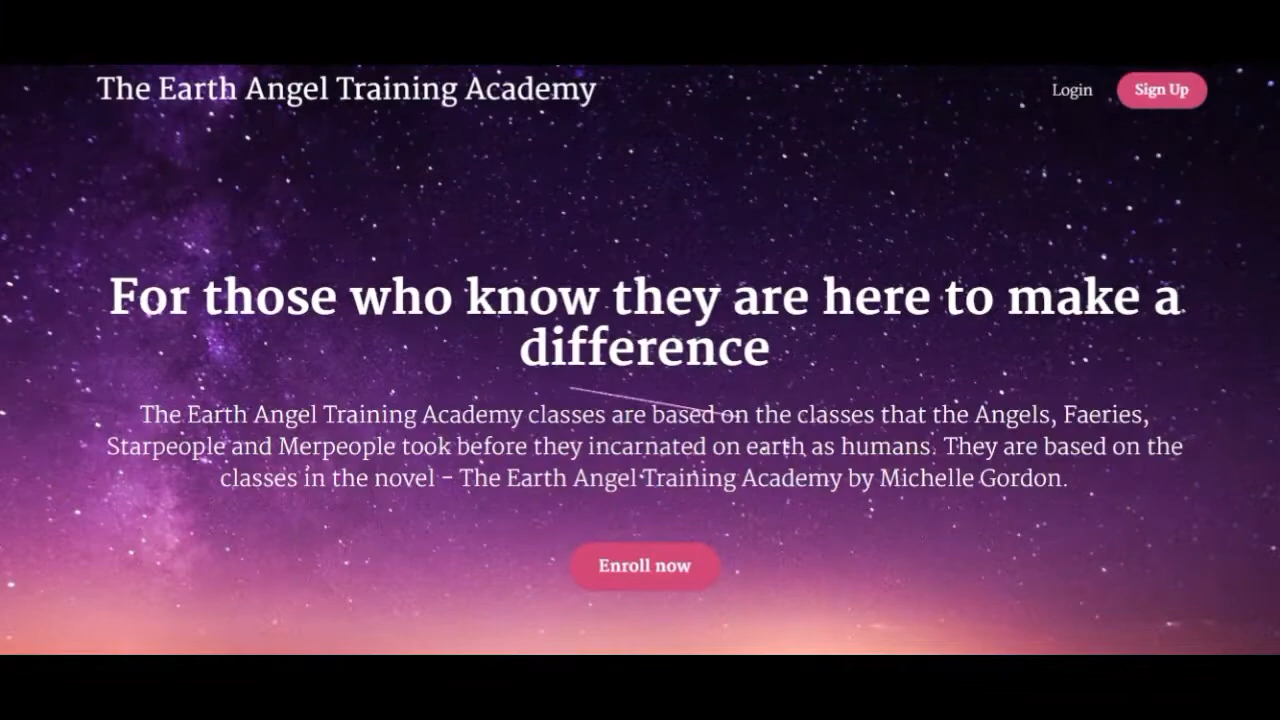 The Earth Angel Training Academy
Login
Sign Up
For those who know they are here to make a
difference
The Earth Angel Training Academy classes are based on the classes that the Angels, Faeries,
Starpeople and Merpeople took before they incarnated on earth as humans. They are based on the
classes in the novel - The Earth Angel Training Academy by Michelle Gordon.
Enroll now